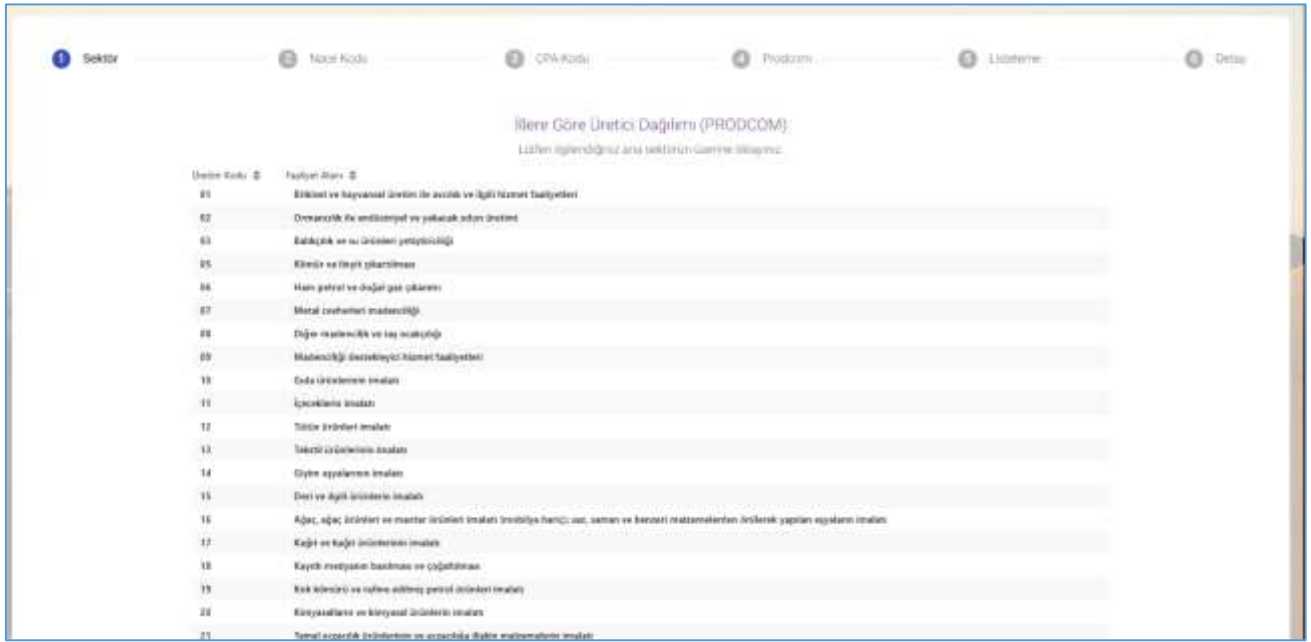 1 Sektör 2 Nace Kodu 3 CPA Kodu 4 Prodcom 5 Listeleme 6 Detay
İllere Göre Üretici Dağılımı (PRODCOM)
Lütfen ilgilendiğiniz ana sektörün üzerine tıklayınız.
Üretim Kodu Faaliyet Alanı
01 Bitkisel ve hayvansal üretim ile avcılık ve ilgili hizmet faaliyetleri
02 Ormancılık ile endüstriyel ve yakacak odun üretimi
03 Balıkçılık ve su ürünleri yetiştiriciliği
05 Kömür ve linyit çıkartılması
06 Ham petrol ve doğal gaz çıkarımı
07 Metal cevherleri madenciliği
08 Diğer madencilik ve taş ocakçılığı
09 Madenciliği destekleyici hizmet faaliyetleri
10 Gıda ürünlerinin imalatı
11 İçeceklerin imalatı
12 Tütün ürünleri imalatı
13 Tekstil ürünlerinin imalatı
14 Giyim eşyalarının imalatı
15 Deri ve ilgili ürünlerin imalatı
16 Ağaç, ağaç ürünleri ve mantar ürünleri imalatı (mobilya hariç); saz, saman ve benzeri malzemelerden örülerek yapılan eşyaların imalatı
17 Kağıt ve kağıt ürünlerinin imalatı
18 Kayıtlı medyanın basılması ve çoğaltılması
19 Kok kömürü ve rafine edilmiş petrol ürünleri imalatı
20 Kimyasalların ve kimyasal ürünlerin imalatı
21 Temel eczacılık ürünlerinin ve eczacılığa ilişkin malzemelerin imalatı